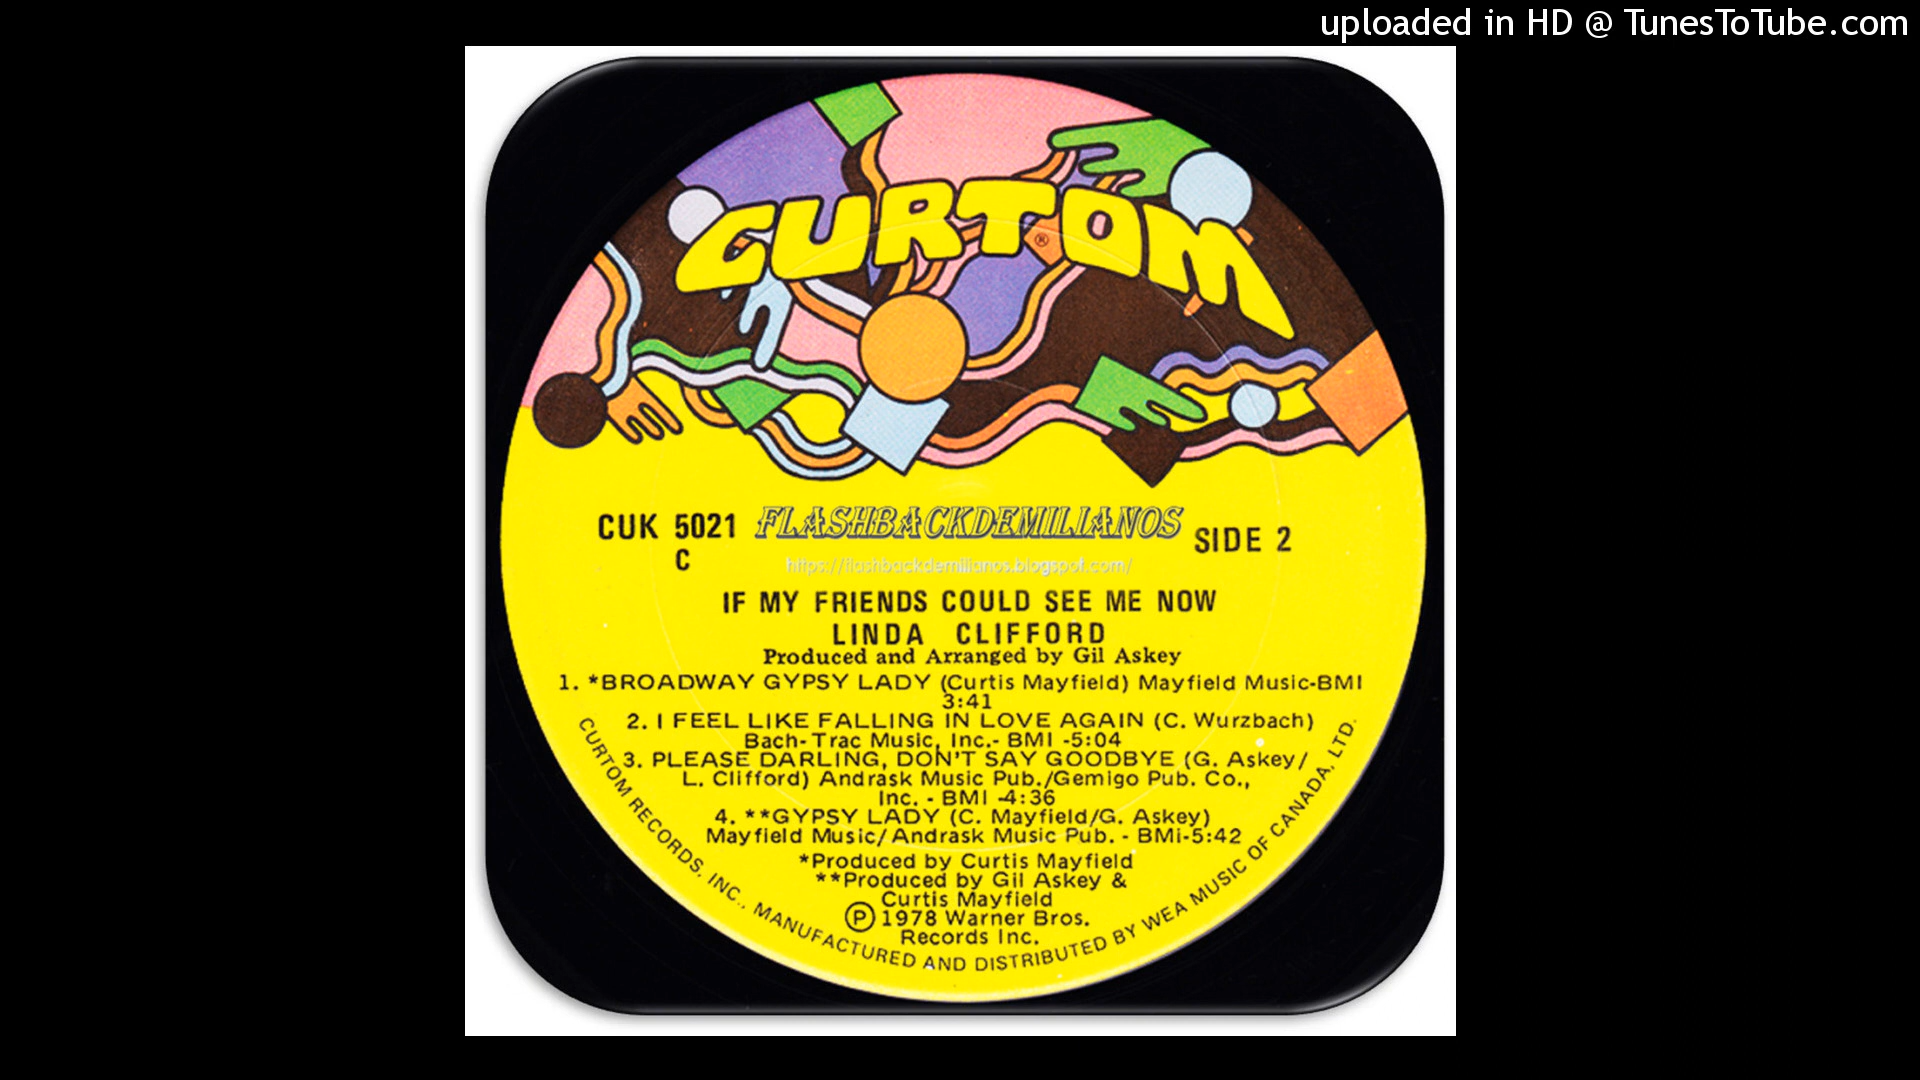 uploaded in HD @ TunesToTube.com
CURTOM
®
CUK 5021
C
FLASHBACKDEMILIANOS
https://flashbackdemilianos.blogspot.com/
SIDE 2
IF MY FRIENDS COULD SEE ME NOW
LINDA CLIFFORD
Produced and Arranged by Gil Askey
1. *BROADWAY GYPSY LADY (Curtis Mayfield) Mayfield Music-BMI
3:41
2. I FEEL LIKE FALLING IN LOVE AGAIN (C. Wurzbach)
Bach-Trac Music, Inc.- BMI -5:04
3. PLEASE DARLING, DON'T SAY GOODBYE (G. Askey/
L. Clifford) Andrask Music Pub./Gemigo Pub. Co.,
Inc. - BMI -4:36
4. **GYPSY LADY (C. Mayfield/G. Askey)
Mayfield Music/Andrask Music Pub. - BMi-5:42
*Produced by Curtis Mayfield
**Produced by Gil Askey &
Curtis Mayfield
℗ 1978 Warner Bros.
Records Inc.
CURTOM RECORDS, INC., MANUFACTURED AND DISTRIBUTED BY WEA MUSIC OF CANADA, LTD.